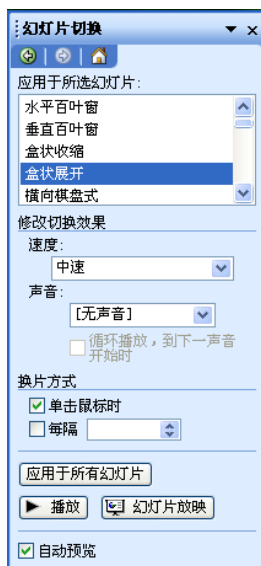 幻灯片切换
应用于所选幻灯片:
水平百叶窗
垂直百叶窗
盒状收缩
盒状展开
横向棋盘式
修改切换效果
速度:
中速
声音:
[无声音]
循环播放，到下一声音
开始时
换片方式
单击鼠标时
每隔
应用于所有幻灯片
播放 幻灯片放映
自动预览